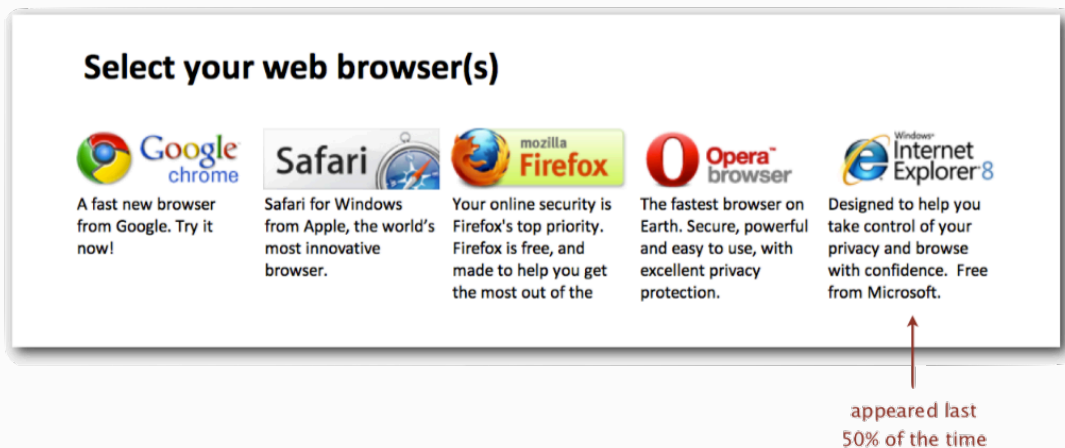 Select your web browser(s)
Google
chrome
A fast new browser
from Google. Try it
now!
Safari
Safari for Windows
from Apple, the world's
most innovative
browser.
mozilla
Firefox
Your online security is
Firefox's top priority.
Firefox is free, and
made to help you get
the most out of the
Opera™
browser
The fastest browser on
Earth. Secure, powerful
and easy to use, with
excellent privacy
protection.
Windows®
Internet
Explorer 8
Designed to help you
take control of your
privacy and browse
with confidence.  Free
from Microsoft.
appeared last
50% of the time